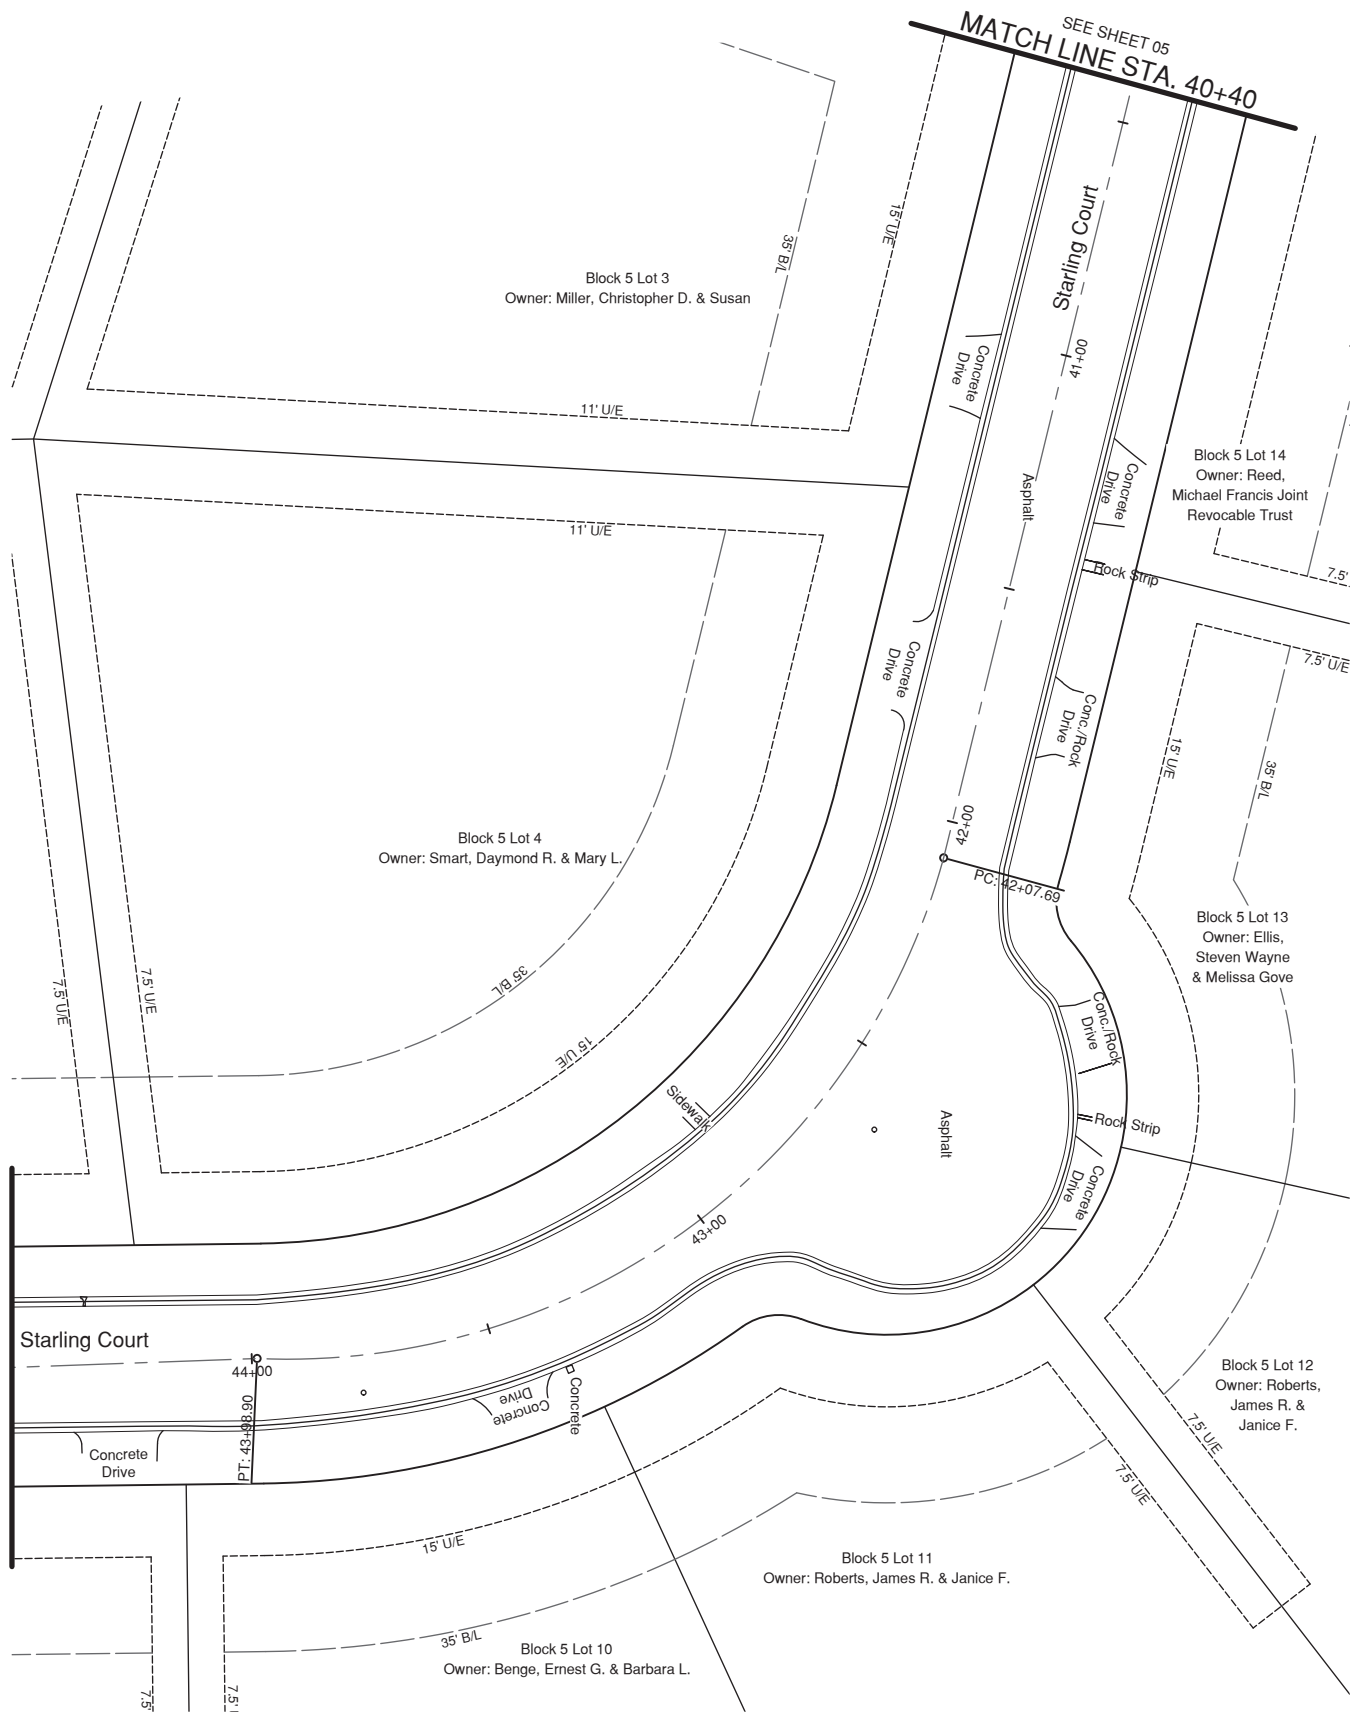 SEE SHEET 05
MATCH LINE STA. 40+40
Starling Court
15' U/E
35' B/L
Block 5 Lot 3
Owner: Miller, Christopher D. & Susan
Concrete
Drive
41+00
11' U/E
Block 5 Lot 14
Owner: Reed,
Michael Francis Joint
Revocable Trust
Concrete
Drive
Asphalt
11' U/E
Rock Strip
7.5'
7.5' U/E
Concrete
Drive
Conc./Rock
Drive
15' U/E
35' B/L
42+00
Block 5 Lot 4
Owner: Smart, Daymond R. & Mary L.
PC: 42+07.69
Block 5 Lot 13
Owner: Ellis,
Steven Wayne
& Melissa Gove
7.5' U/E
7.5' U/E
35' B/L
15' U/E
Conc./Rock
Drive
Sidewalk
Asphalt
Rock Strip
Concrete
Drive
43+00
Starling Court
44+00
PT: 43+98.90
Concrete
Drive
Concrete
Concrete
Drive
Block 5 Lot 12
Owner: Roberts,
James R. &
Janice F.
7.5' U/E
7.5' U/E
15' U/E
Block 5 Lot 11
Owner: Roberts, James R. & Janice F.
35' B/L
Block 5 Lot 10
Owner: Benge, Ernest G. & Barbara L.
7.5'
7.5'